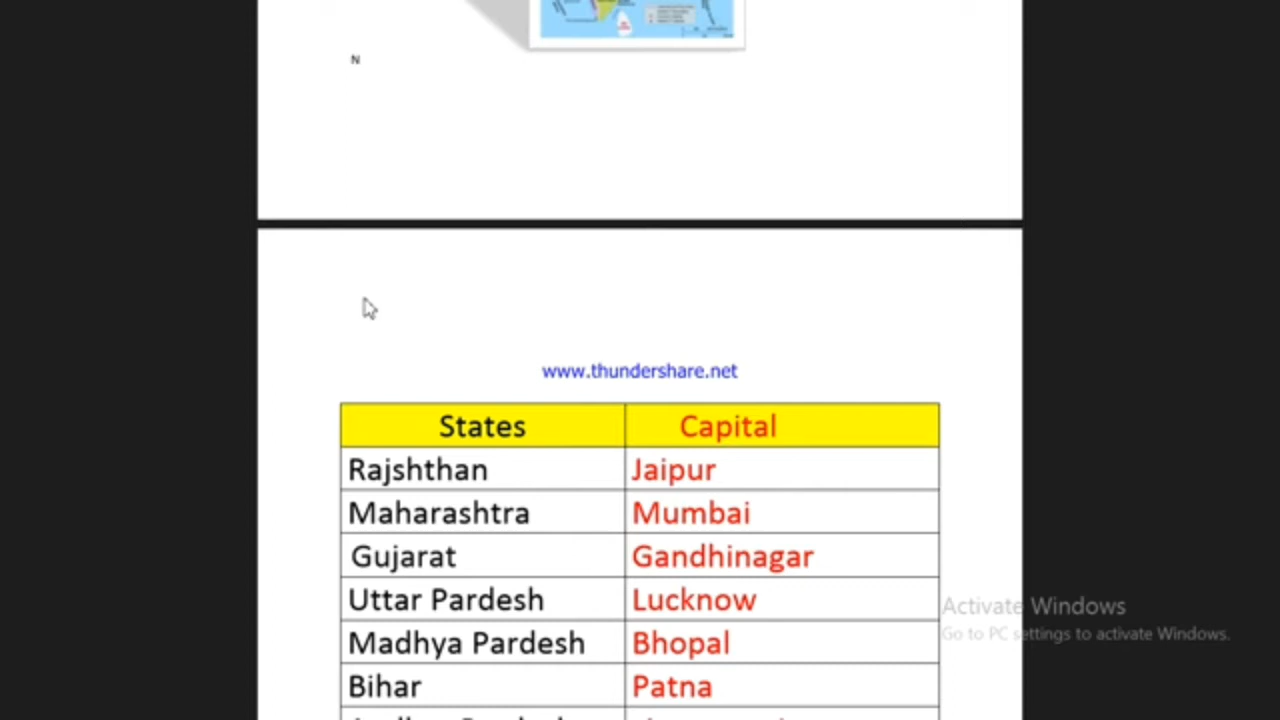 N
www.thundershare.net
States Capital
Rajshthan Jaipur
Maharashtra Mumbai
Gujarat Gandhinagar
Uttar Pardesh Lucknow
Madhya Pardesh Bhopal
Bihar Patna
Activate Windows
Go to PC settings to activate Windows.